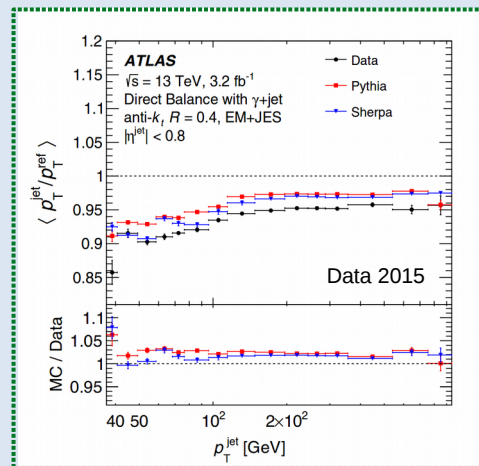 1.2
1.15
1.1
1.05
1
0.95
0.9
0.85
⟨ p_T^jet/p_T^ref ⟩
ATLAS
√s = 13 TeV, 3.2 fb⁻¹
Direct Balance with γ+jet
anti-k_t R = 0.4, EM+JES
|η^jet| < 0.8
Data
Pythia
Sherpa
Data 2015
1.1
1.05
1
0.95
MC / Data
40 50 10² 2×10²
p_T^jet [GeV]